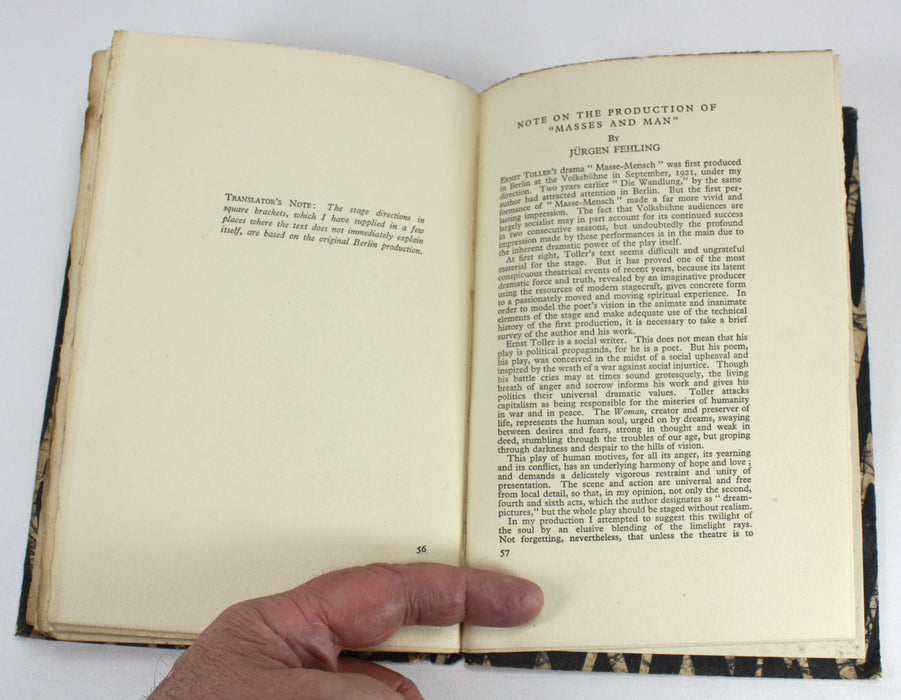 TRANSLATOR'S NOTE: The stage directions in
square brackets, which I have supplied in a few
places where the text does not immediately explain
itself, are based on the original Berlin production.
56
NOTE ON THE PRODUCTION OF
"MASSES AND MAN"
BY
JÜRGEN FEHLING
ERNST TOLLER'S drama "Masse-Mensch" was first produced
in Berlin at the Volksbühne in September, 1921, under my
direction. Two years earlier "Die Wandlung," by the same
author had attracted attention in Berlin. But the first per-
formance of "Masse-Mensch" made a far more vivid and
lasting impression. The fact that Volksbühne audiences are
largely socialist may in part account for its continued success
in two consecutive seasons, but undoubtedly the profound
impression made by these performances is in the main due to
the inherent dramatic power of the play itself.
At first sight, Toller's text seems difficult and ungrateful
material for the stage. But it has proved one of the most
conspicuous theatrical events of recent years, because its latent
dramatic force and truth, revealed by an imaginative producer
using the resources of modern stagecraft, gives concrete form
to a passionately moved and moving spiritual experience. In
order to model the poet's vision in the animate and inanimate
elements of the stage and make adequate use of the technical
history of the first production, it is necessary to take a brief
survey of the author and his work.
Ernst Toller is a social writer. This does not mean that his
play is political propaganda, for he is a poet. But his poem,
his play, was conceived in the midst of a social upheaval and
inspired by the wrath of a war against social injustice. Though
his battle cries may at times sound grotesquely, the living
breath of anger and sorrow informs his work and gives his
politics their universal dramatic values. Toller attacks
capitalism as being responsible for the miseries of humanity
in war and in peace. The Woman, creator and preserver of
life, represents the human soul, urged on by dreams, swaying
between desires and fears, strong in thought and weak in
deed, stumbling through the troubles of our age, but groping
through darkness and despair to the hills of vision.
This play of human motives, for all its anger, its yearning
and its conflict, has an underlying harmony of hope and love;
and demands a delicately vigorous restraint and unity of
presentation. The scene and action are universal and free
from local detail, so that, in my opinion, not only the second,
fourth and sixth acts, which the author designates as "dream-
pictures," but the whole play should be staged without realism.
In my production I attempted to suggest this twilight of
the soul by an elusive blending of the limelight rays.
Not forgetting, nevertheless, that unless the theatre is to
57